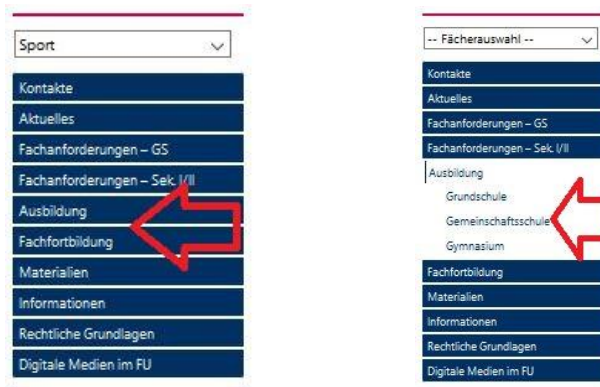 Sport
Kontakte
Aktuelles
Fachanforderungen – GS
Fachanforderungen – Sek. I/II
Ausbildung
Fachfortbildung
Materialien
Informationen
Rechtliche Grundlagen
Digitale Medien im FU
-- Fächerauswahl --
Kontakte
Aktuelles
Fachanforderungen – GS
Fachanforderungen – Sek. I/II
Ausbildung
Grundschule
Gemeinschaftsschule
Gymnasium
Fachfortbildung
Materialien
Informationen
Rechtliche Grundlagen
Digitale Medien im FU